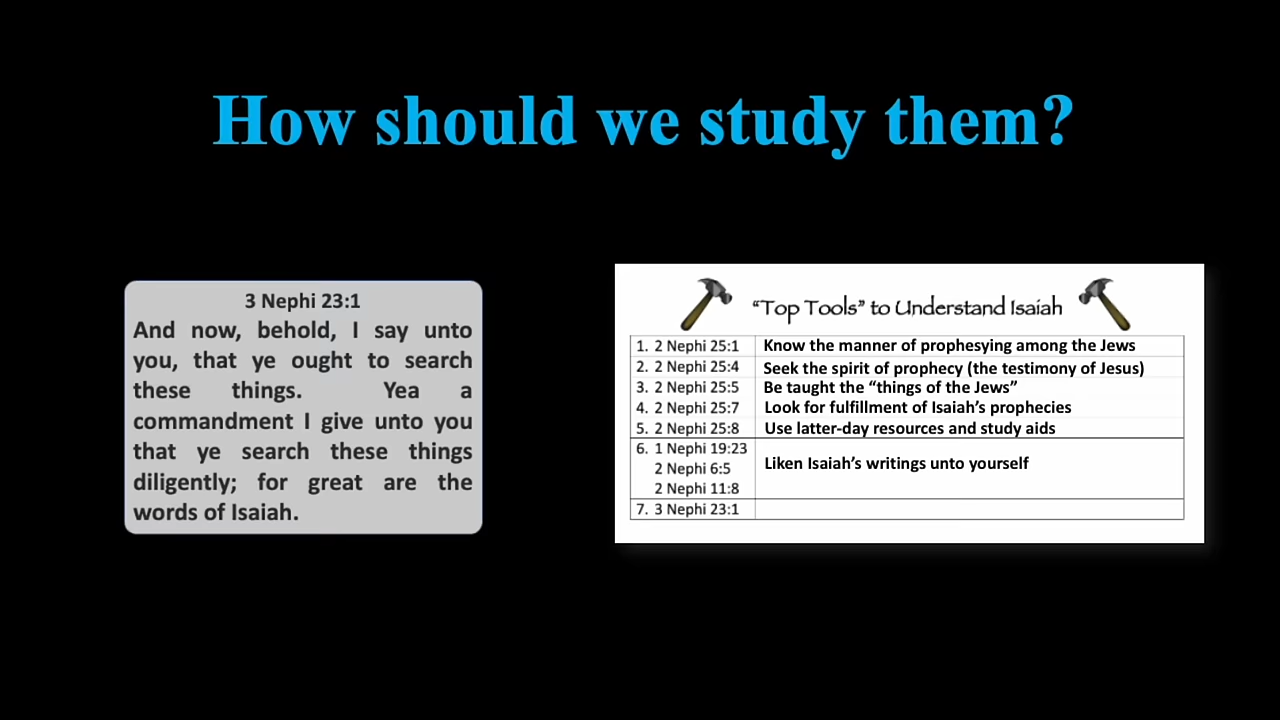 How should we study them?
3 Nephi 23:1
And now, behold, I say unto
you, that ye ought to search
these things. Yea a
commandment I give unto you
that ye search these things
diligently; for great are the
words of Isaiah.
“Top Tools” to Understand Isaiah
1. 2 Nephi 25:1 Know the manner of prophesying among the Jews
2. 2 Nephi 25:4 Seek the spirit of prophecy (the testimony of Jesus)
3. 2 Nephi 25:5 Be taught the “things of the Jews”
4. 2 Nephi 25:7 Look for fulfillment of Isaiah’s prophecies
5. 2 Nephi 25:8 Use latter-day resources and study aids
6. 1 Nephi 19:23
2 Nephi 6:5 Liken Isaiah’s writings unto yourself
2 Nephi 11:8
7. 3 Nephi 23:1